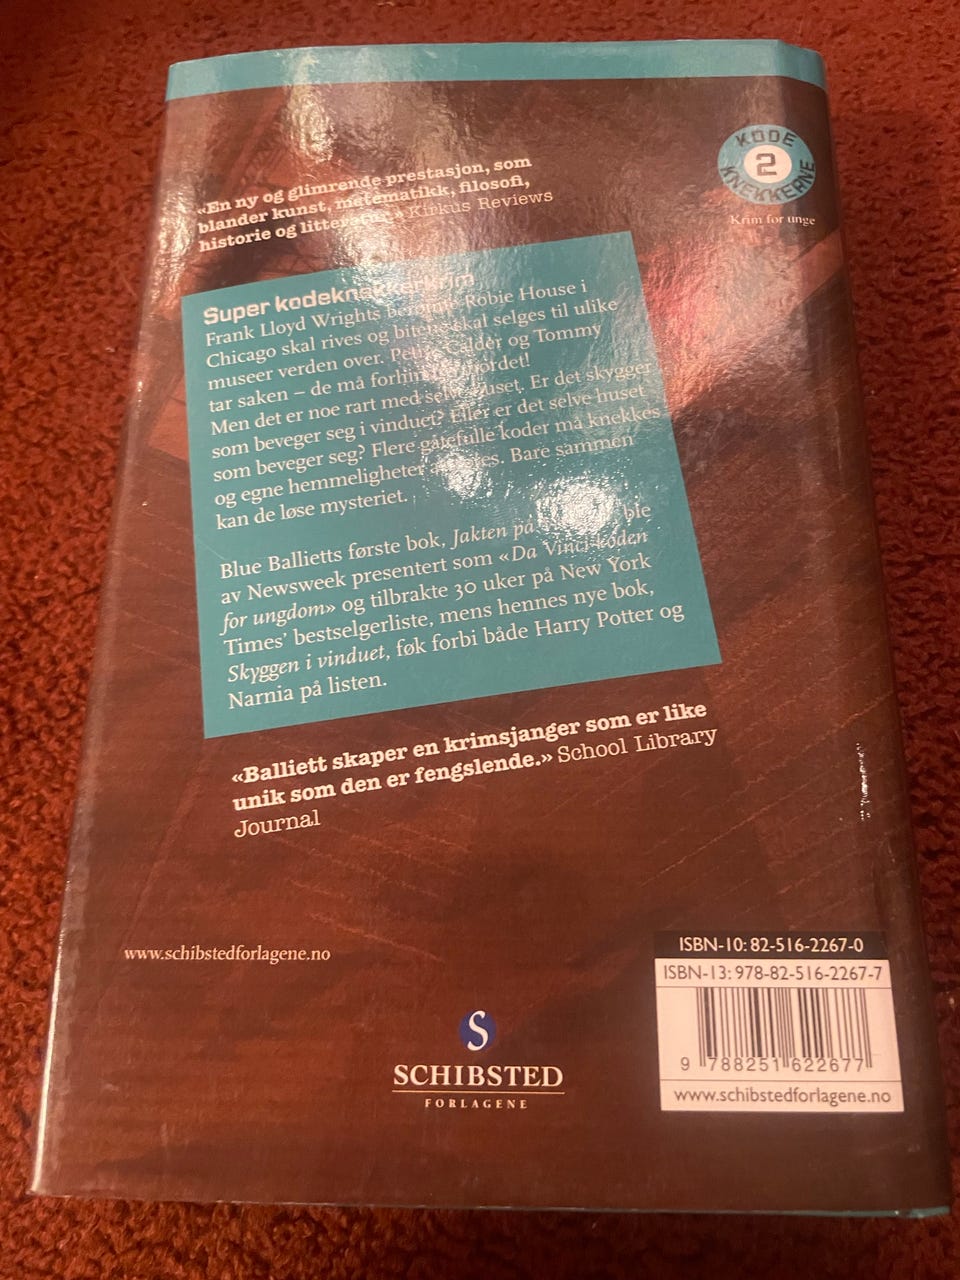 «En ny og glimrende prestasjon, som
blander kunst, matematikk, filosofi,
historie og litteratur.» Kirkus Reviews
KODE
2
KNEKKERNE
Krim for unge
Super kodeknekkerkrim
Frank Lloyd Wrights Robie House i
Chicago skal rives og bitene skal selges til ulike
museer verden over. Petra, Calder og Tommy
tar saken – de må
Men det er noe rart med selve huset. Er det skygger
som beveger seg i vinduet? Eller er det selve huset
som beveger seg? Flere gåtefulle koder må knekkes
og egne hemmeligheter Bare sammen
kan de løse mysteriet.
Blue Ballietts første bok, Jakten på ble
av Newsweek presentert som «Da Vinci-koden
for ungdom» og tilbrakte 30 uker på New York
Times' bestselgerliste, mens hennes nye bok,
Skyggen i vinduet, føk forbi både Harry Potter og
Narnia på listen.
«Balliett skaper en krimsjanger som er like
unik som den er fengslende.» School Library
Journal
www.schibstedforlagene.no
S
SCHIBSTED
FORLAGENE
ISBN-10: 82-516-2267-0
ISBN-13: 978-82-516-2267-7
9 788251 622677
www.schibstedforlagene.no